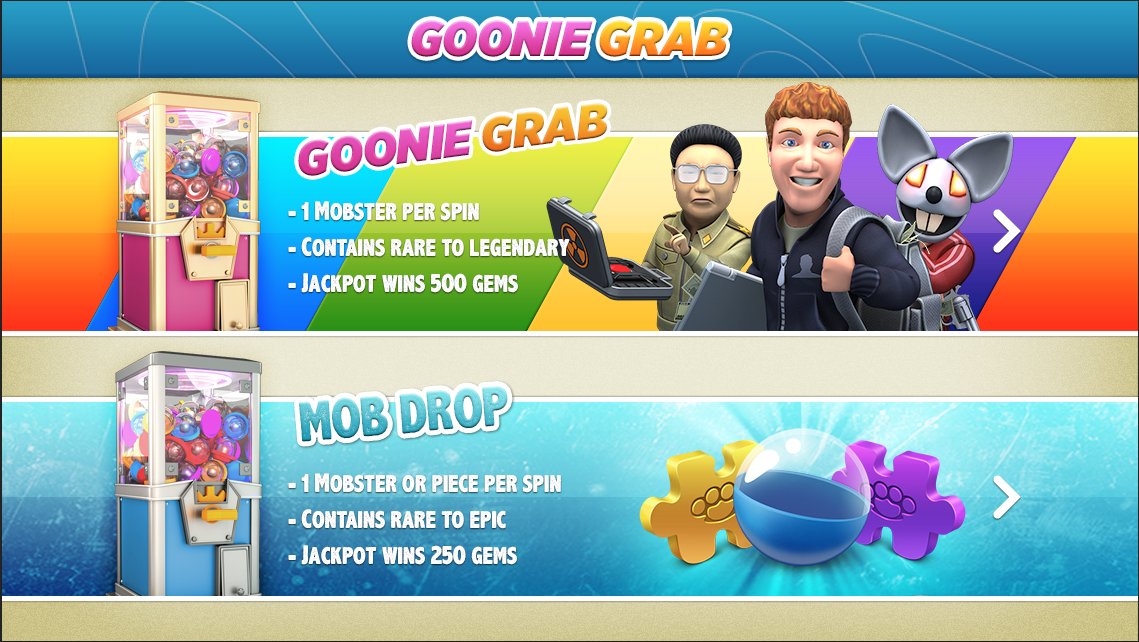 GOONIE GRAB
GOONIE GRAB
- 1 MOBSTER PER SPIN
- CONTAINS RARE TO LEGENDARY
- JACKPOT WINS 500 GEMS
MOB DROP
- 1 MOBSTER OR PIECE PER SPIN
- CONTAINS RARE TO EPIC
- JACKPOT WINS 250 GEMS